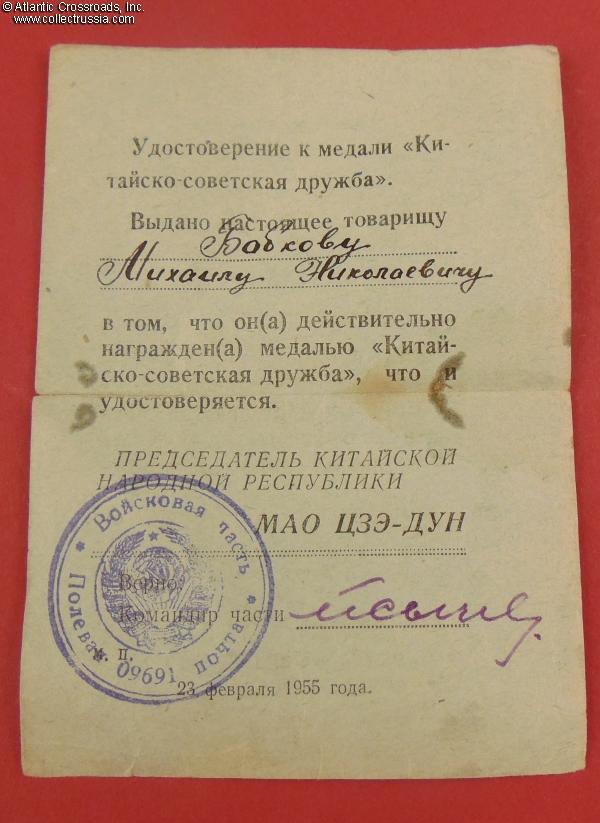 © Atlantic Crossroads, Inc.
www.collectrussia.com
Удостоверение к медали «Ки-
тайско-советская дружба».
Выдано настоящее товарищу
Бабкову
Михаилу Николаевичу
в том, что он(а) действительно
награжден(а) медалью «Китай-
ско-советская дружба», что и
удостоверяется.
ПРЕДСЕДАТЕЛЬ КИТАЙСКОЙ
НАРОДНОЙ РЕСПУБЛИКИ
МАО ЦЗЭ-ДУН
Верно:
Командир части
м. п.
23 февраля 1955 года.
* Войсковая часть *
Полевая почта
09691